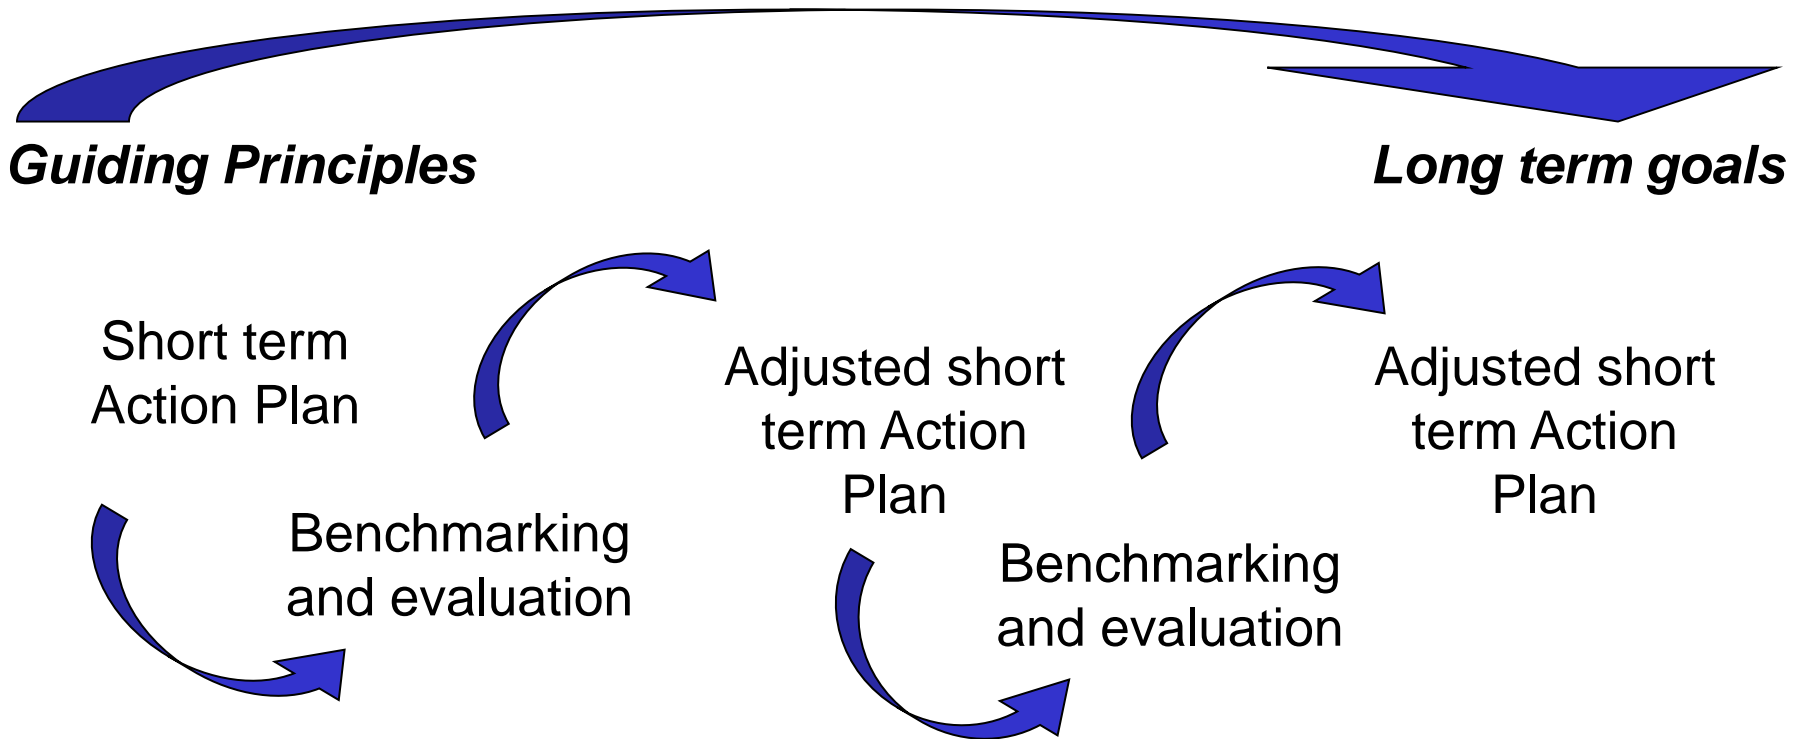 Guiding Principles
Long term goals
Short term
Action Plan
Benchmarking
and evaluation
Adjusted short
term Action
Plan
Benchmarking
and evaluation
Adjusted short
term Action
Plan